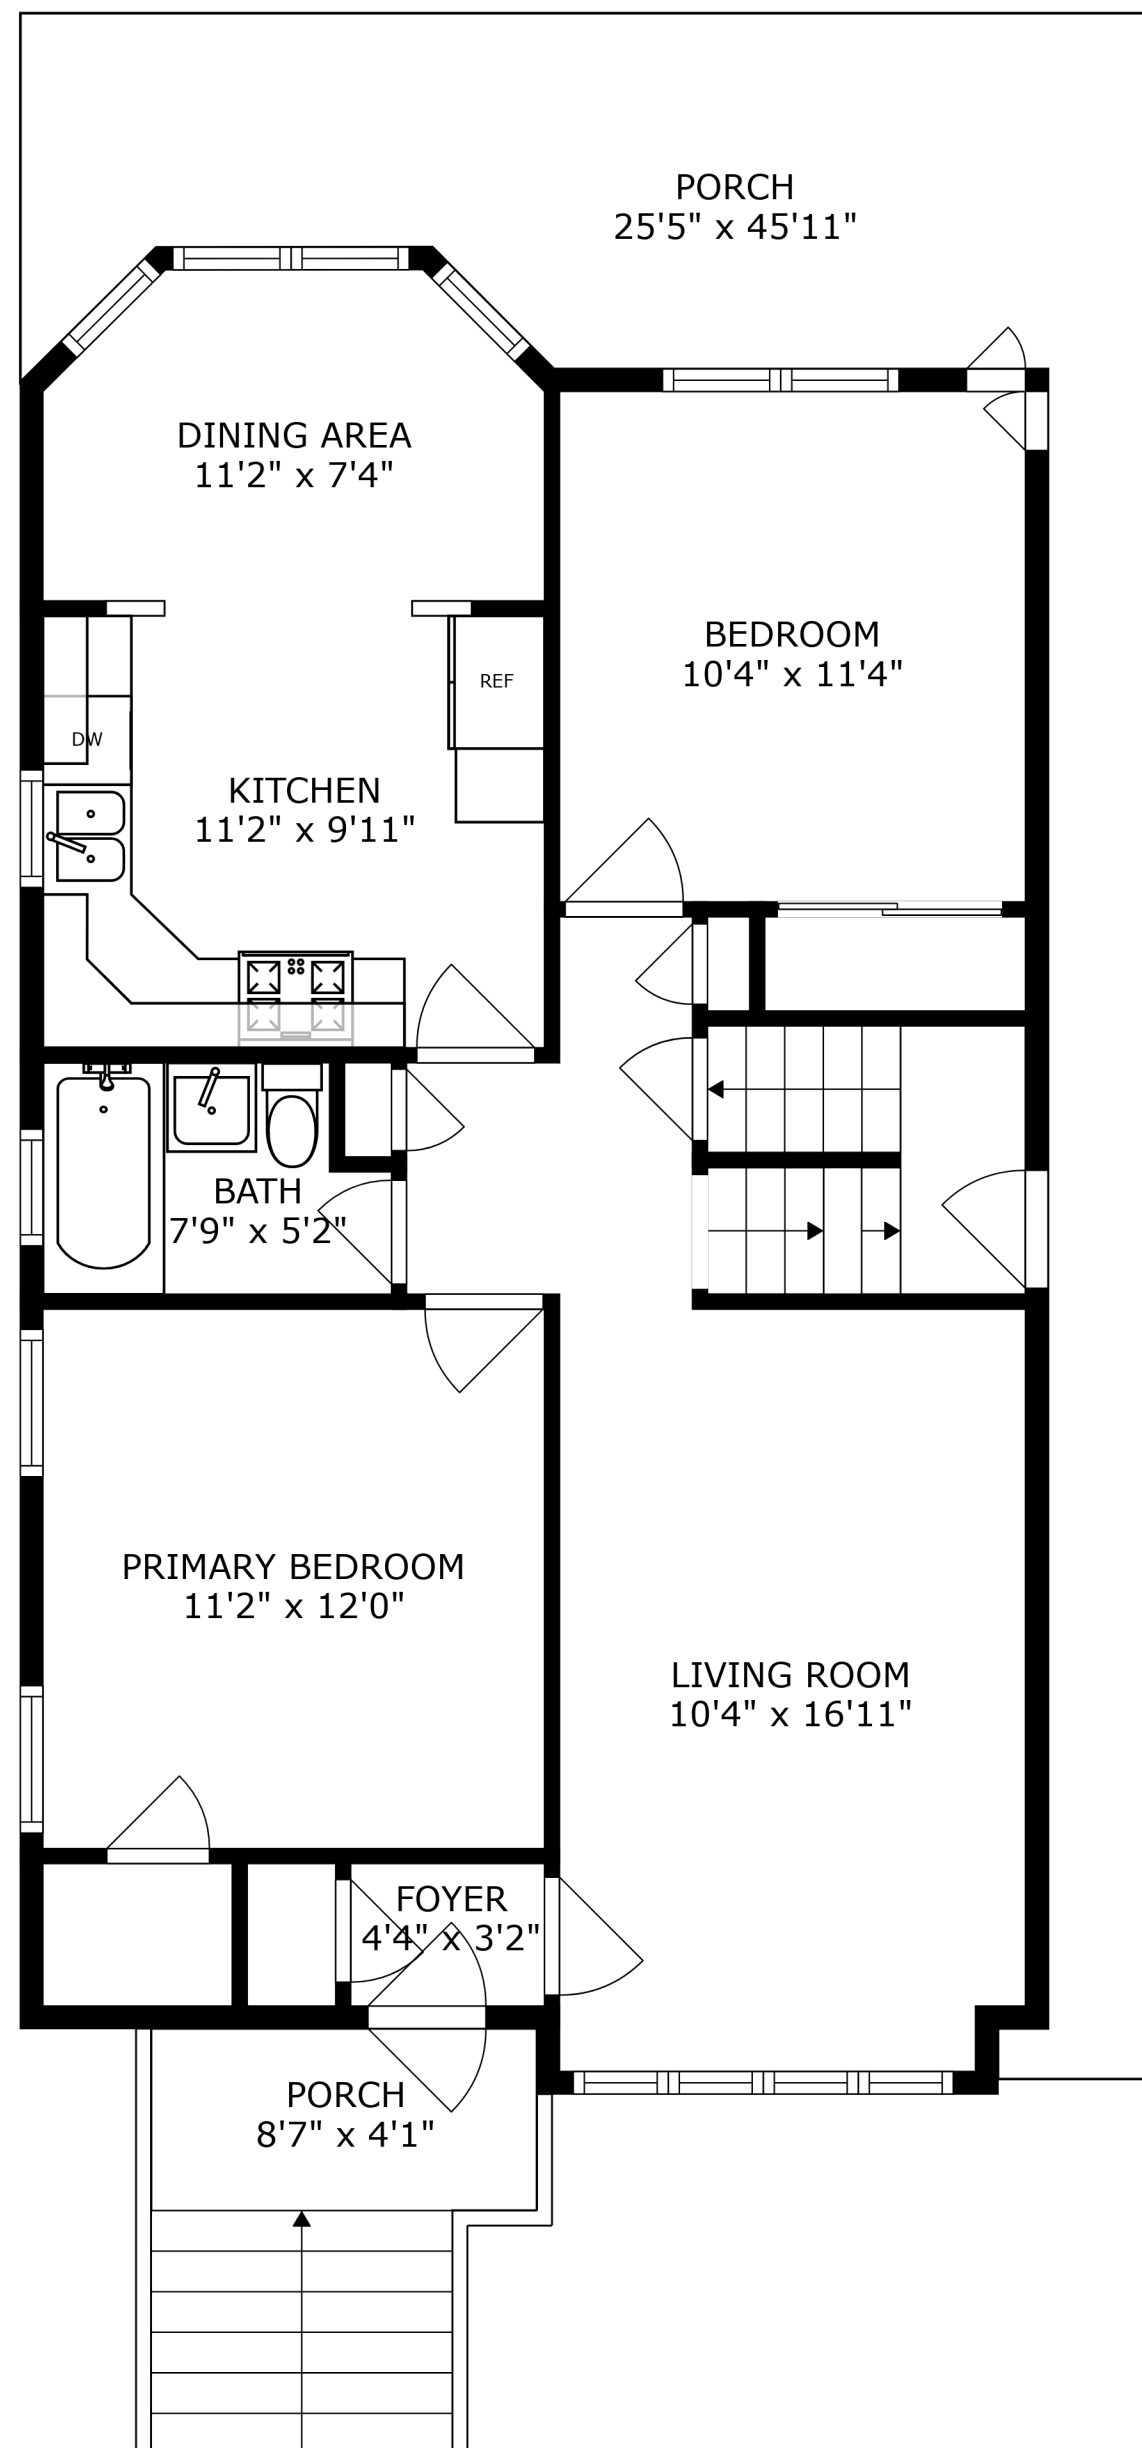 PORCH
25'5" x 45'11"
DINING AREA
11'2" x 7'4"
BEDROOM
10'4" x 11'4"
REF
DW
KITCHEN
11'2" x 9'11"
BATH
7'9" x 5'2"
PRIMARY BEDROOM
11'2" x 12'0"
LIVING ROOM
10'4" x 16'11"
FOYER
4'4" x 3'2"
PORCH
8'7" x 4'1"